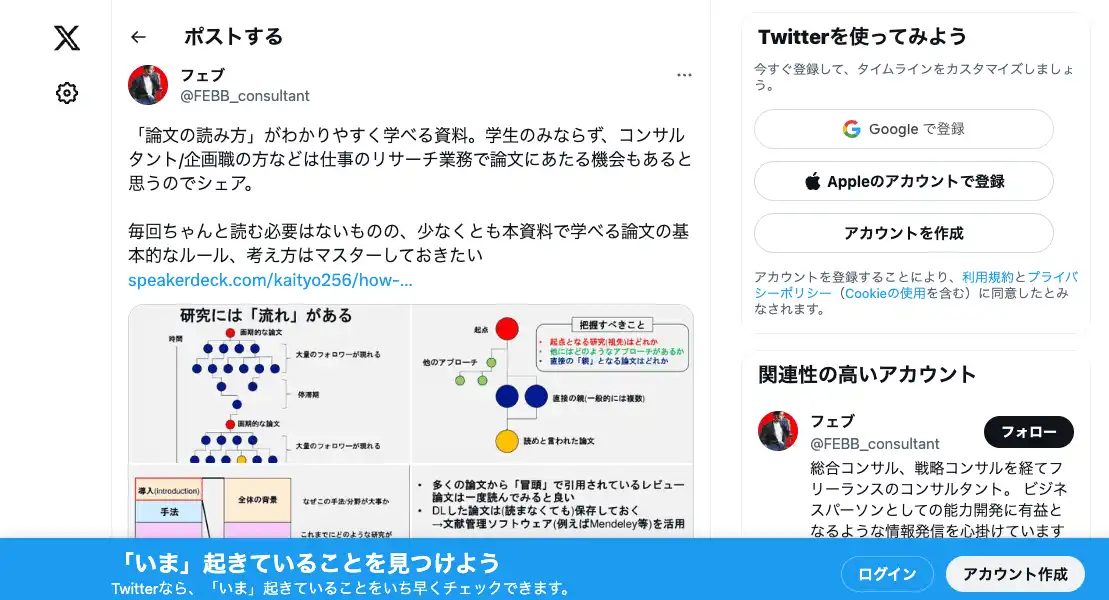 ポストする
フェブ
@FEBB_consultant
「論文の読み方」がわかりやすく学べる資料。学生のみならず、コンサル
タント/企画職の方などは仕事のリサーチ業務で論文にあたる機会もあると
思うのでシェア。
毎回ちゃんと読む必要はないものの、少なくとも本資料で学べる論文の基
本的なルール、考え方はマスターしておきたい
speakerdeck.com/kaityo256/how-...
研究には「流れ」がある
時間
画期的な論文
大量のフォロワーが現れる
停滞期
画期的な論文
大量のフォロワーが現れる
起点
把握すべきこと
• 起点となる研究(祖先)はどれか
• 他にはどのようなアプローチがあるか
• 直接の「親」となる論文はどれか
他のアプローチ
直接の親(一般的には複数)
読めと言われた論文
導入(Introduction)
手法
全体の背景
なぜこの手法/分野が大事か
これまでにどのような研究が
• 多くの論文から「冒頭」で引用されているレビュー
論文は一度読んでみると良い
• DLした論文は(読まなくても)保存しておく
→文献管理ソフトウェア(例えばMendeley等)を活用
Twitterを使ってみよう
今すぐ登録して、タイムラインをカスタマイズしましょ
う。
Google で登録
Appleのアカウントで登録
アカウントを作成
アカウントを登録することにより、利用規約とプライバ
シーポリシー（Cookieの使用を含む）に同意したとみ
なされます。
関連性の高いアカウント
フェブ
@FEBB_consultant
フォロー
総合コンサル、戦略コンサルを経てフ
リーランスのコンサルタント。 ビジネ
スパーソンとしての能力開発に有益と
なるような情報発信を心掛けています
「いま」起きていることを見つけよう
Twitterなら、「いま」起きていることをいち早くチェックできます。
ログイン
アカウント作成